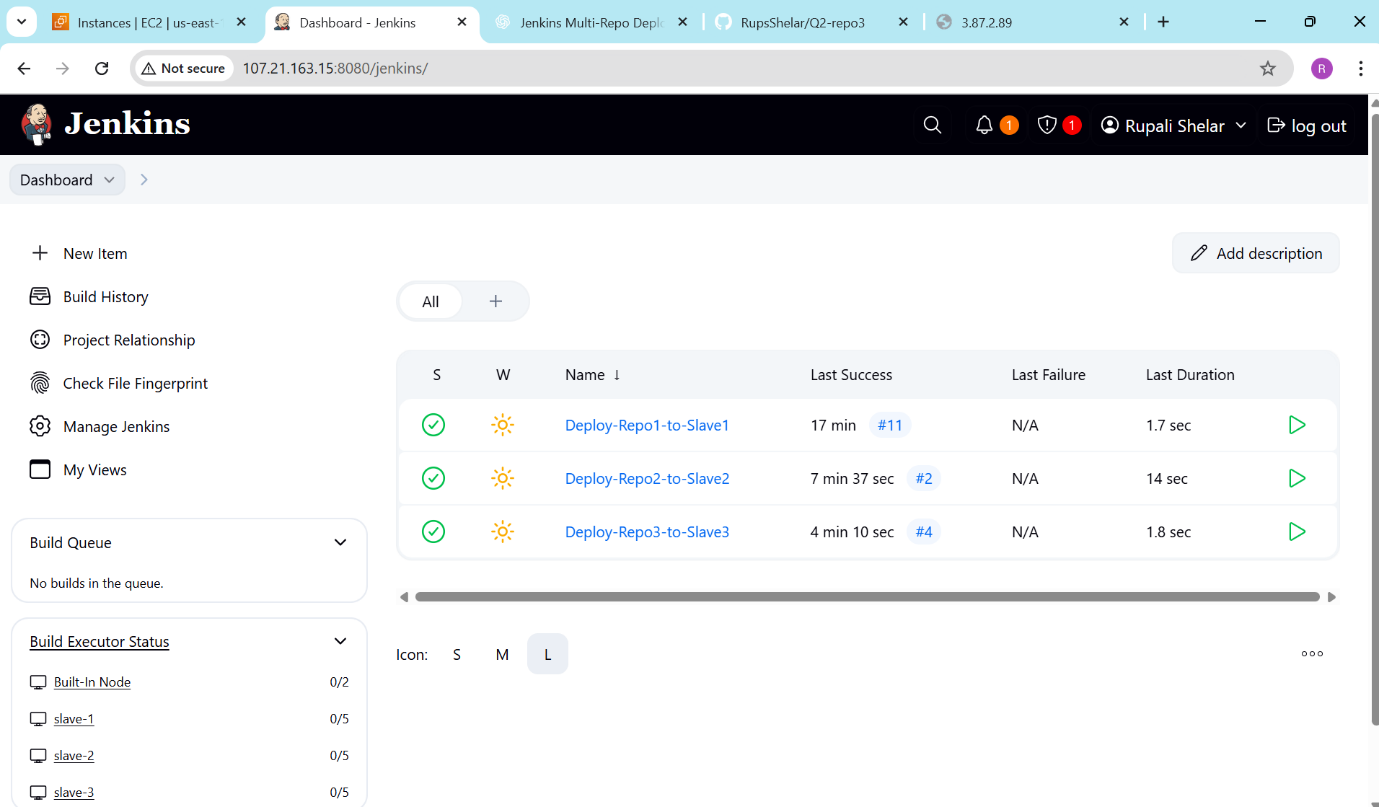 Instances | EC2 | us-east-
Dashboard - Jenkins
Jenkins Multi-Repo Depl
RupsShelar/Q2-repo3
3.87.2.89
Not secure
107.21.163.15:8080/jenkins/
R
Jenkins
1
1
Rupali Shelar
log out
Dashboard
New Item
Build History
Project Relationship
Check File Fingerprint
Manage Jenkins
My Views
Add description
All
S W Name ↓ Last Success Last Failure Last Duration
Deploy-Repo1-to-Slave1 17 min #11 N/A 1.7 sec
Deploy-Repo2-to-Slave2 7 min 37 sec #2 N/A 14 sec
Deploy-Repo3-to-Slave3 4 min 10 sec #4 N/A 1.8 sec
Build Queue
No builds in the queue.
Build Executor Status
Built-In Node 0/2
slave-1 0/5
slave-2 0/5
slave-3 0/5
Icon: S M L